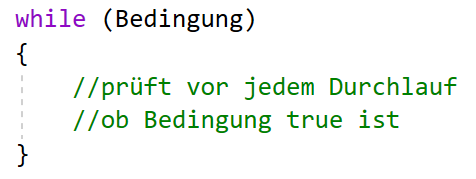 while (Bedingung)
{
//prüft vor jedem Durchlauf
//ob Bedingung true ist
}